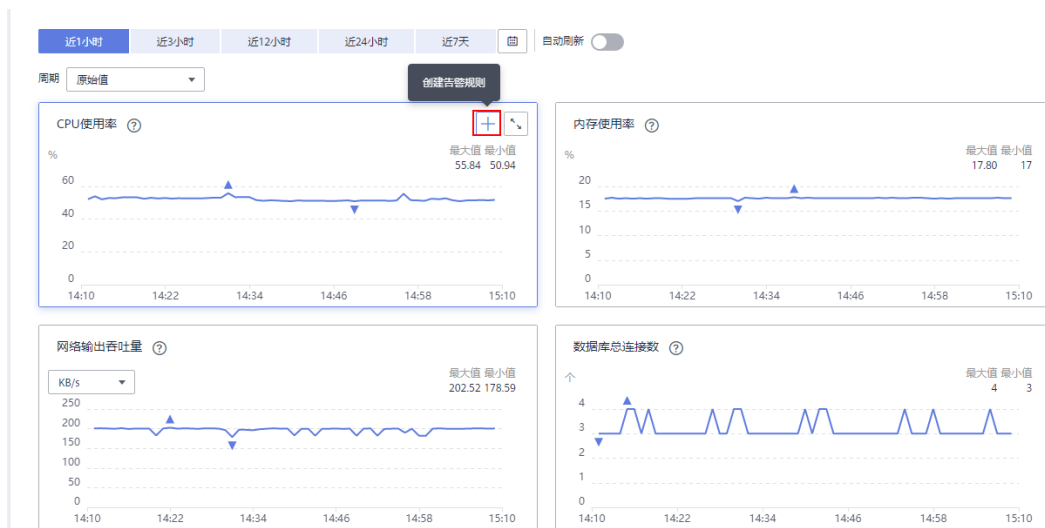 近1小时 近3小时 近12小时 近24小时 近7天 自动刷新
周期 原始值
创建告警规则
CPU使用率 ?
%
最大值 最小值
55.84 50.94
60
40
20
0
14:10 14:22 14:34 14:46 14:58 15:10
内存使用率 ?
%
最大值 最小值
17.80 17
20
15
10
5
0
14:10 14:22 14:34 14:46 14:58 15:10
网络输出吞吐量 ?
KB/s
最大值 最小值
202.52 178.59
250
200
150
100
50
0
14:10 14:22 14:34 14:46 14:58 15:10
数据库总连接数 ?
个
最大值 最小值
4 3
4
3
2
1
0
14:10 14:22 14:34 14:46 14:58 15:10